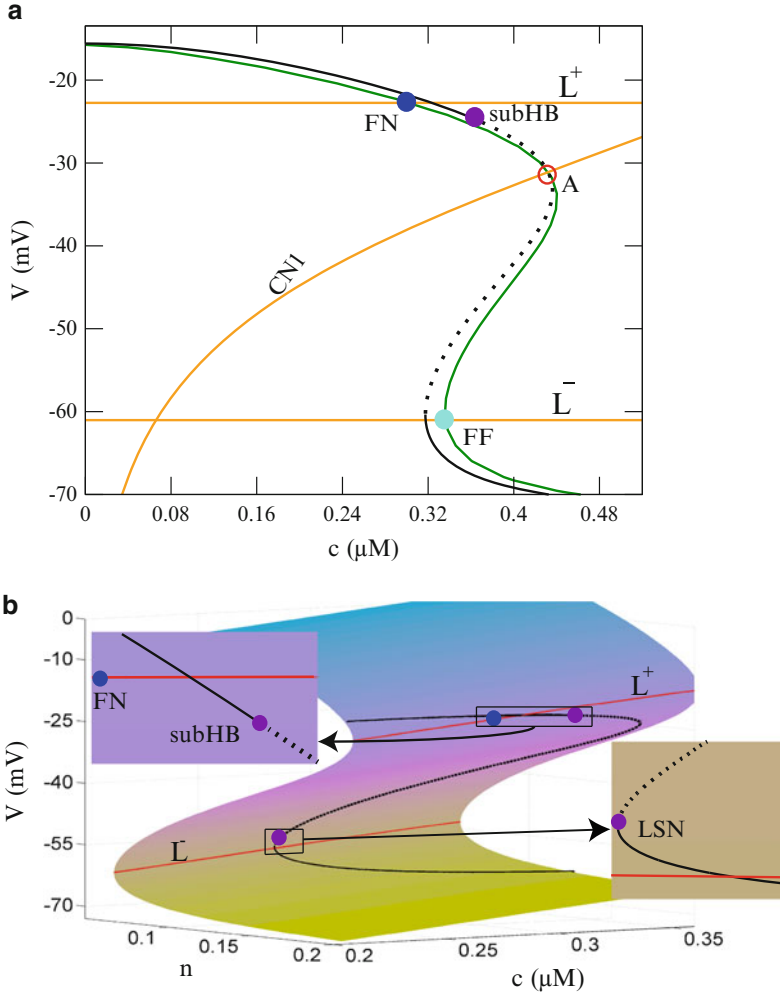 a
-20
-30
-40
-50
-60
-70
V (mV)
L+
FN
subHB
A
CN1
L-
FF
0
0.08
0.16
0.24
0.32
0.4
0.48
c (µM)
b
0
-10
-25
-40
-55
-70
V (mV)
FN
subHB
L+
L-
LSN
0.1
0.15
0.2
n
0.2
0.25
0.3
0.35
c (µM)